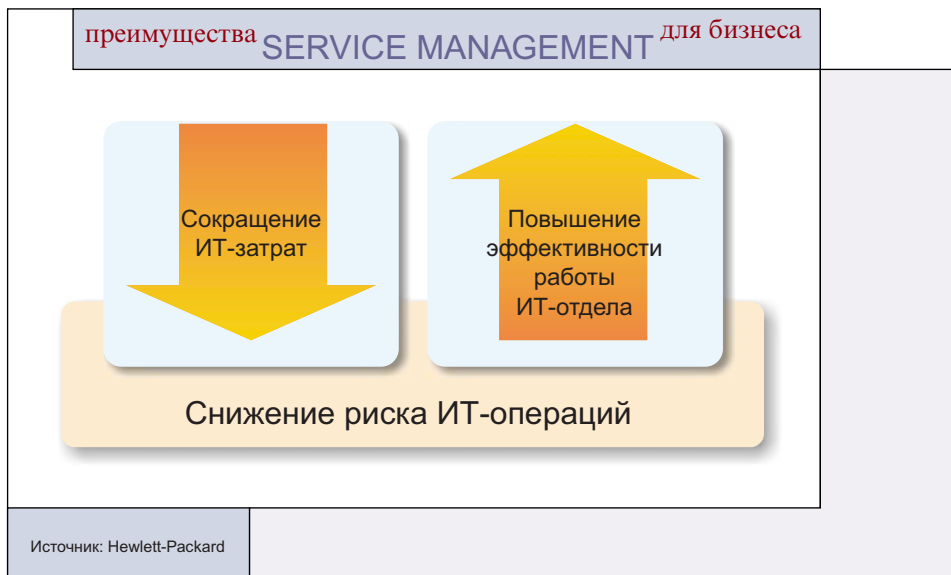 преимущества SERVICE MANAGEMENT для бизнеса
Сокращение
ИТ-затрат
Повышение
эффективности
работы
ИТ-отдела
Снижение риска ИТ-операций
Источник: Hewlett-Packard